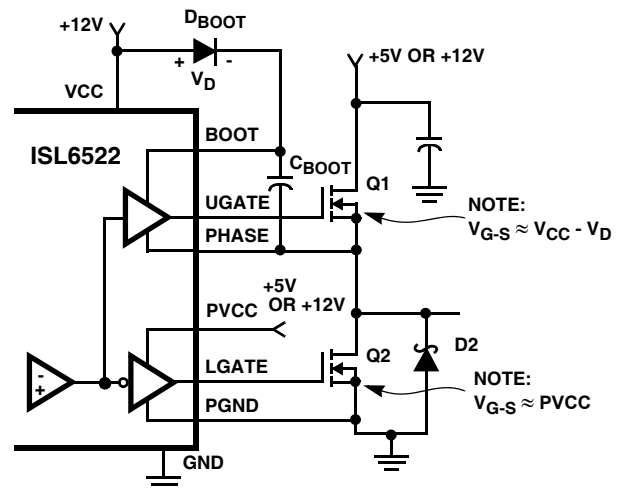 +12V
D_BOOT
+ V_D -
+5V OR +12V
VCC
ISL6522
BOOT
C_BOOT
Q1
UGATE
NOTE:
V_G-S ≈ V_CC - V_D
PHASE
+5V
OR +12V
PVCC
Q2
D2
LGATE
NOTE:
V_G-S ≈ PVCC
PGND
- +
GND